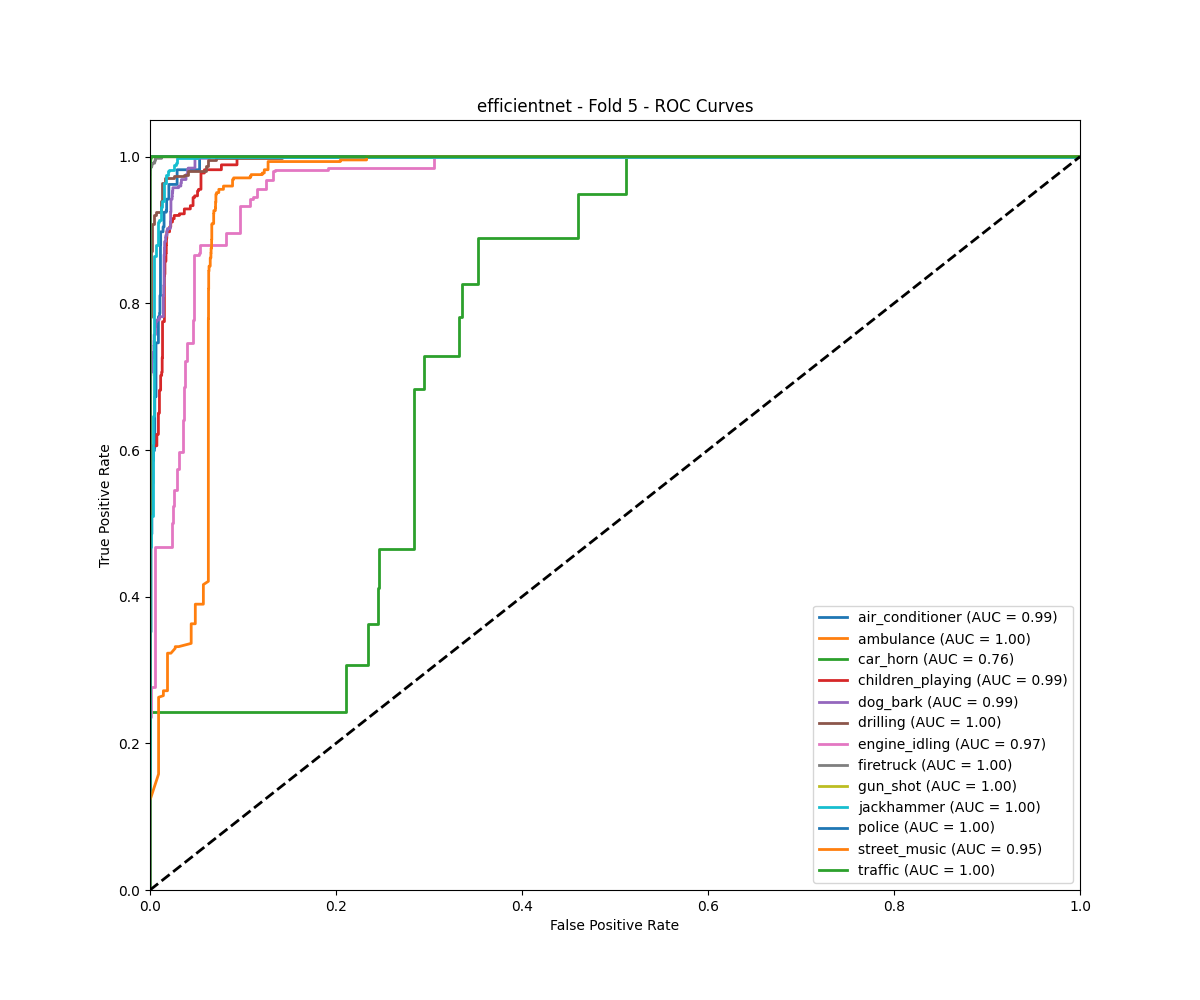 efficientnet - Fold 5 - ROC Curves
1.0
0.8
0.6
0.4
0.2
0.0
True Positive Rate
air_conditioner (AUC = 0.99)
ambulance (AUC = 1.00)
car_horn (AUC = 0.76)
children_playing (AUC = 0.99)
dog_bark (AUC = 0.99)
drilling (AUC = 1.00)
engine_idling (AUC = 0.97)
firetruck (AUC = 1.00)
gun_shot (AUC = 1.00)
jackhammer (AUC = 1.00)
police (AUC = 1.00)
street_music (AUC = 0.95)
traffic (AUC = 1.00)
0.0 0.2 0.4 0.6 0.8 1.0
False Positive Rate